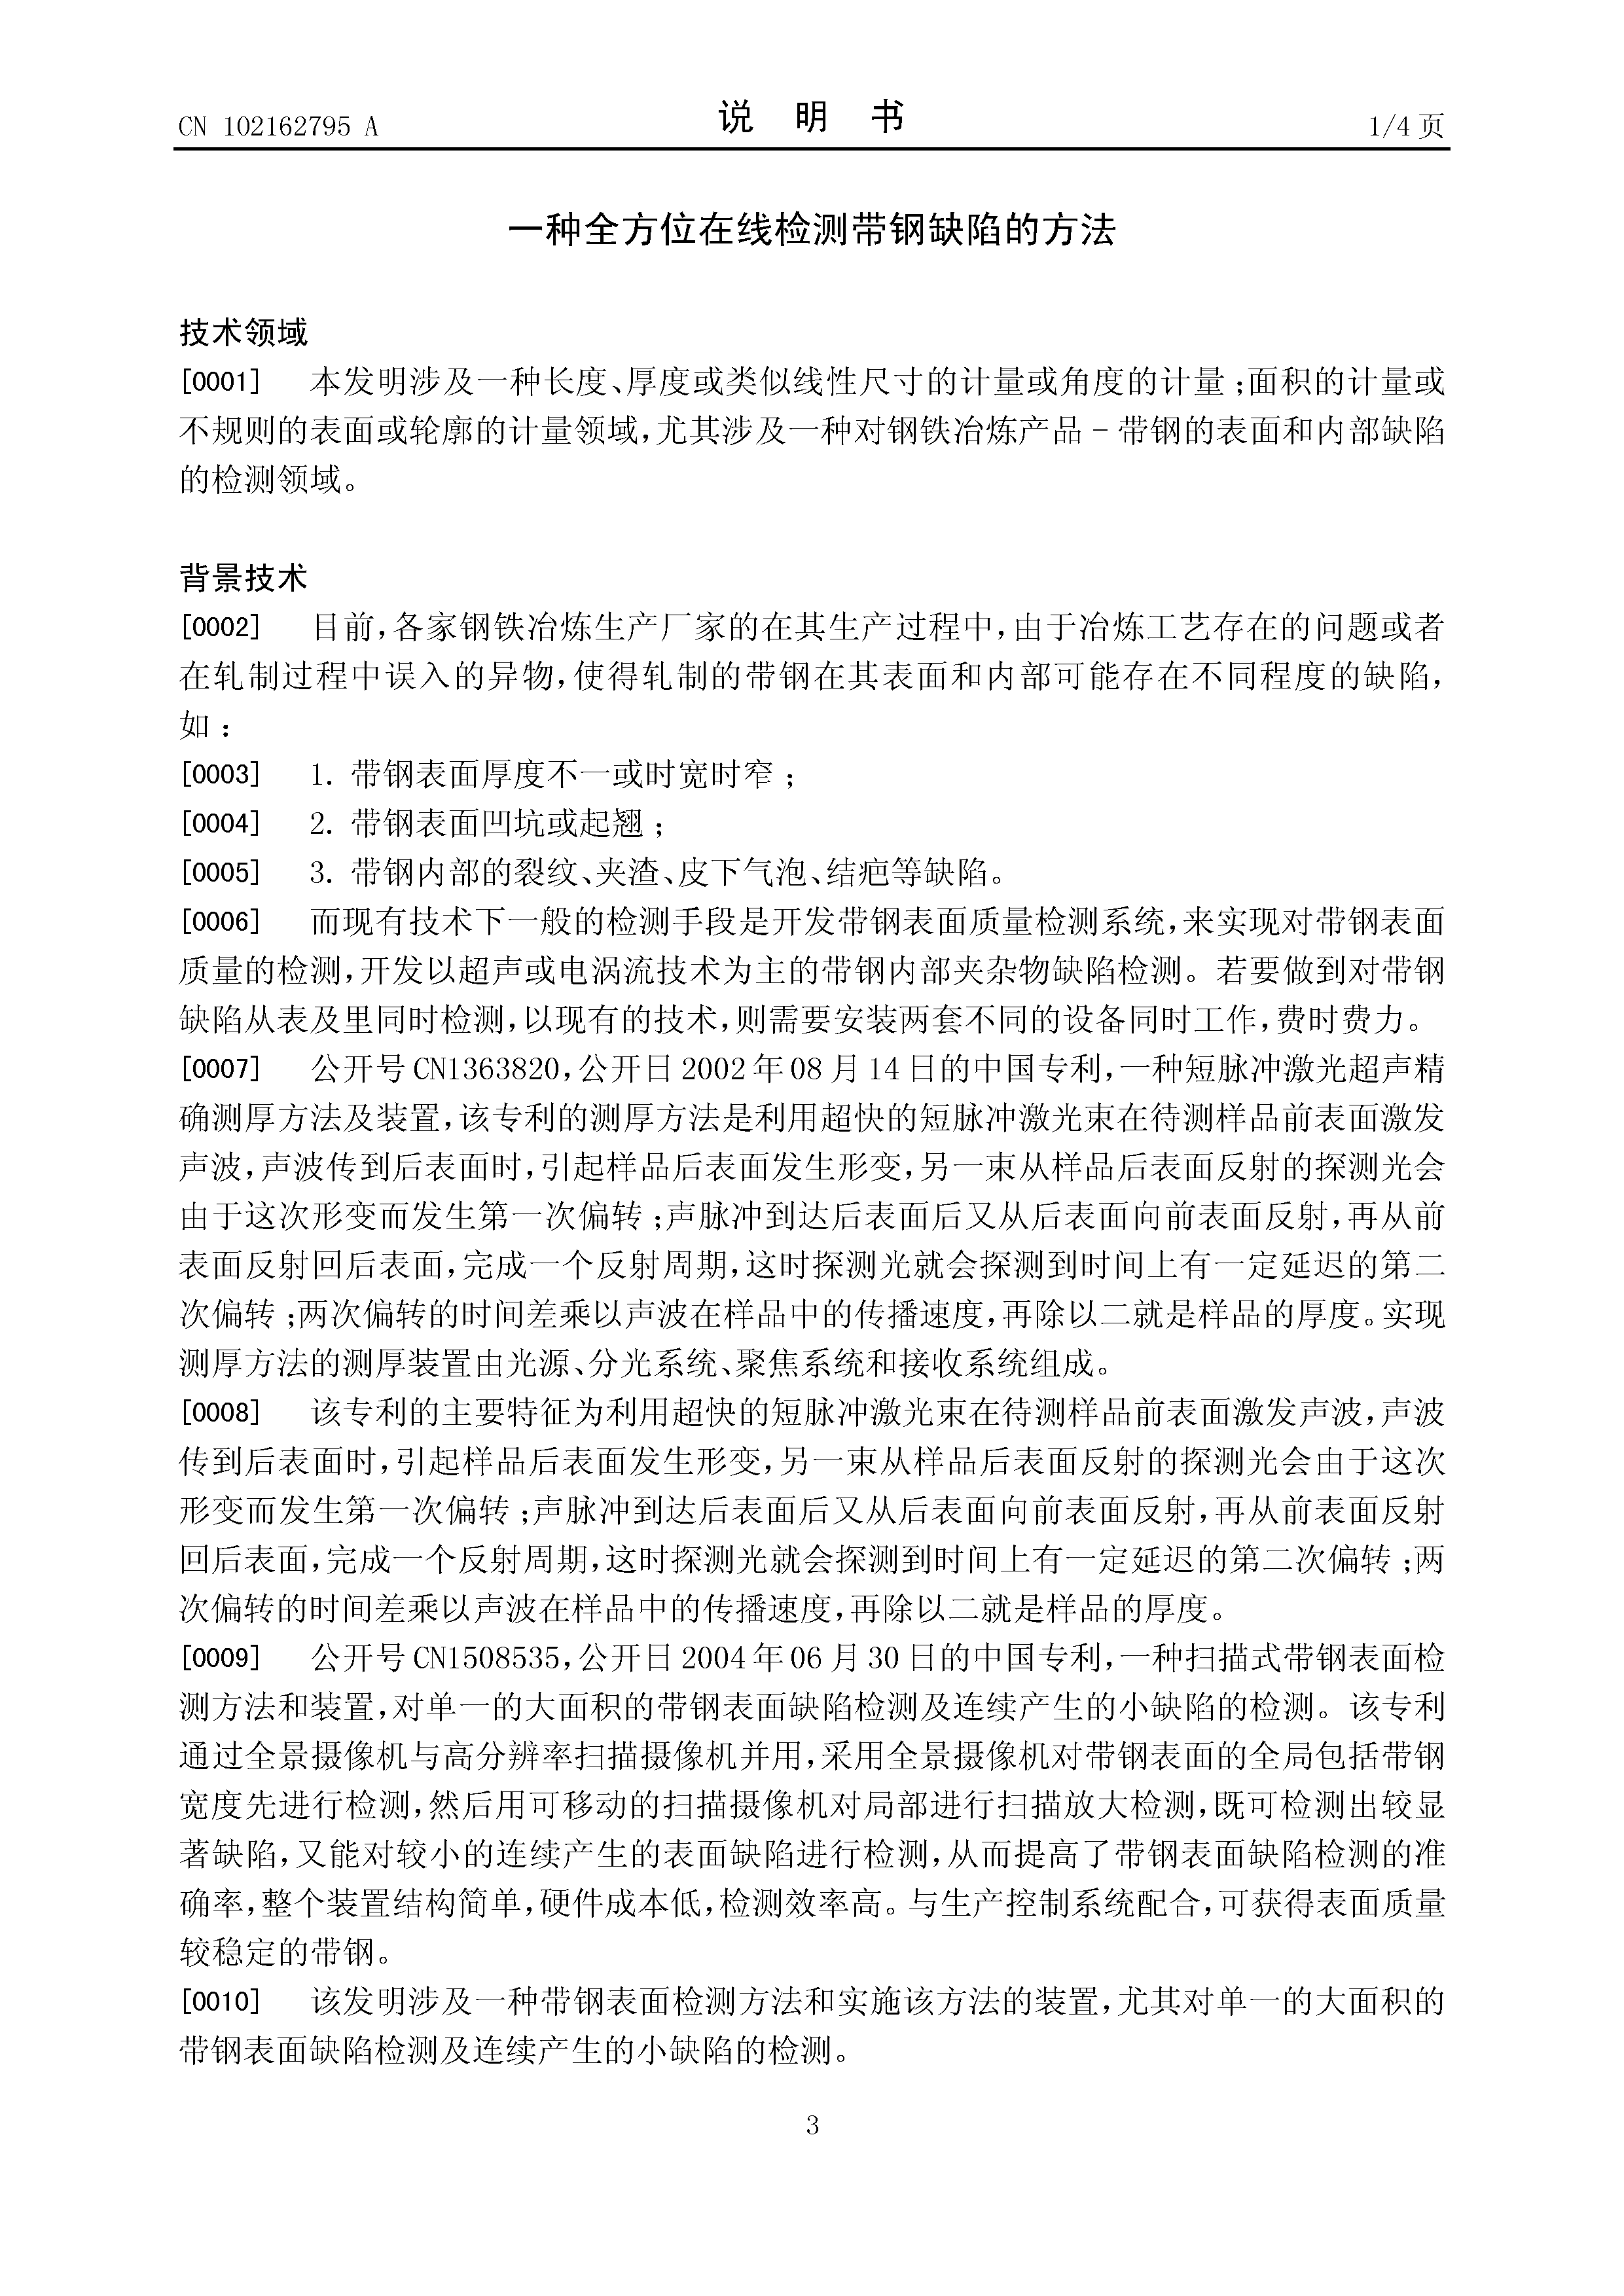 CN 102162795 A
说 明 书
1/4 页
一种全方位在线检测带钢缺陷的方法
技术领域
[0001] 本发明涉及一种长度、厚度或类似线性尺寸的计量或角度的计量；面积的计量或
不规则的表面或轮廓的计量领域，尤其涉及一种对钢铁冶炼产品－带钢的表面和内部缺陷
的检测领域。
背景技术
[0002] 目前，各家钢铁冶炼生产厂家的在其生产过程中，由于冶炼工艺存在的问题或者
在轧制过程中误入的异物，使得轧制的带钢在其表面和内部可能存在不同程度的缺陷，
如：
[0003] 1. 带钢表面厚度不一或时宽时窄；
[0004] 2. 带钢表面凹坑或起翘；
[0005] 3. 带钢内部的裂纹、夹渣、皮下气泡、结疤等缺陷。
[0006] 而现有技术下一般的检测手段是开发带钢表面质量检测系统，来实现对带钢表面
质量的检测，开发以超声或电涡流技术为主的带钢内部夹杂物缺陷检测。若要做到对带钢
缺陷从表及里同时检测，以现有的技术，则需要安装两套不同的设备同时工作，费时费力。
[0007] 公开号 CN1363820，公开日 2002 年 08 月 14 日的中国专利，一种短脉冲激光超声精
确测厚方法及装置，该专利的测厚方法是利用超快的短脉冲激光束在待测样品前表面激发
声波，声波传到后表面时，引起样品后表面发生形变，另一束从样品后表面反射的探测光会
由于这次形变而发生第一次偏转；声脉冲到达后表面后又从后表面向前表面反射，再从前
表面反射回后表面，完成一个反射周期，这时探测光就会探测到时间上有一定延迟的第二
次偏转；两次偏转的时间差乘以声波在样品中的传播速度，再除以二就是样品的厚度。实现
测厚方法的测厚装置由光源、分光系统、聚焦系统和接收系统组成。
[0008] 该专利的主要特征为利用超快的短脉冲激光束在待测样品前表面激发声波，声波
传到后表面时，引起样品后表面发生形变，另一束从样品后表面反射的探测光会由于这次
形变而发生第一次偏转；声脉冲到达后表面后又从后表面向前表面反射，再从前表面反射
回后表面，完成一个反射周期，这时探测光就会探测到时间上有一定延迟的第二次偏转；两
次偏转的时间差乘以声波在样品中的传播速度，再除以二就是样品的厚度。
[0009] 公开号 CN1508535，公开日 2004 年 06 月 30 日的中国专利，一种扫描式带钢表面检
测方法和装置，对单一的大面积的带钢表面缺陷检测及连续产生的小缺陷的检测。该专利
通过全景摄像机与高分辨率扫描摄像机并用，采用全景摄像机对带钢表面的全局包括带钢
宽度先进行检测，然后用可移动的扫描摄像机对局部进行扫描放大检测，既可检测出较显
著缺陷，又能对较小的连续产生的表面缺陷进行检测，从而提高了带钢表面缺陷检测的准
确率，整个装置结构简单，硬件成本低，检测效率高。与生产控制系统配合，可获得表面质量
较稳定的带钢。
[0010] 该发明涉及一种带钢表面检测方法和实施该方法的装置，尤其对单一的大面积的
带钢表面缺陷检测及连续产生的小缺陷的检测。
3